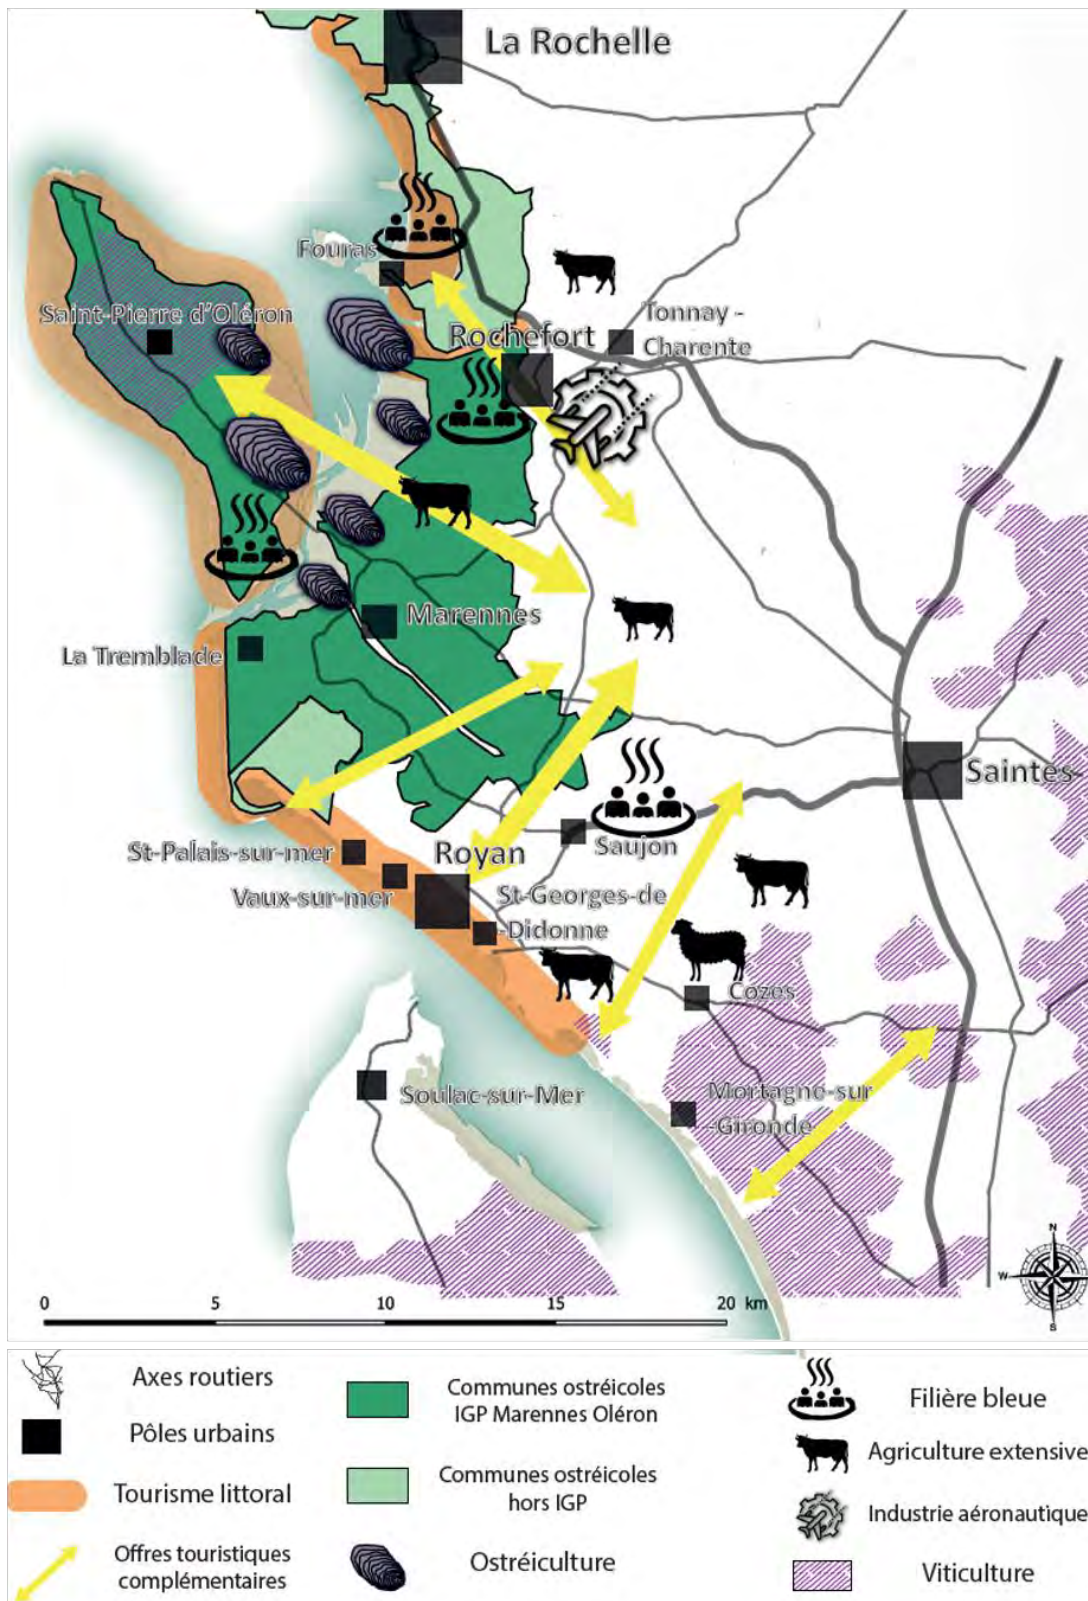 La Rochelle
Fouras
Saint-Pierre d'Oléron
Rochefort
Tonnay -
Charente
Marennes
La Tremblade
Saintes
St-Palais-sur-mer
Royan
Saujon
Vaux-sur-mer
St-Georges-de
-Didonne
Cozes
Soulac-sur-Mer
Mortagne-sur
-Gironde
N
W
S
0 5 10 15 20 km
Axes routiers
Pôles urbains
Tourisme littoral
Offres touristiques
complémentaires
Communes ostréicoles
IGP Marennes Oléron
Communes ostréicoles
hors IGP
Ostréiculture
Filière bleue
Agriculture extensive
Industrie aéronautique
Viticulture